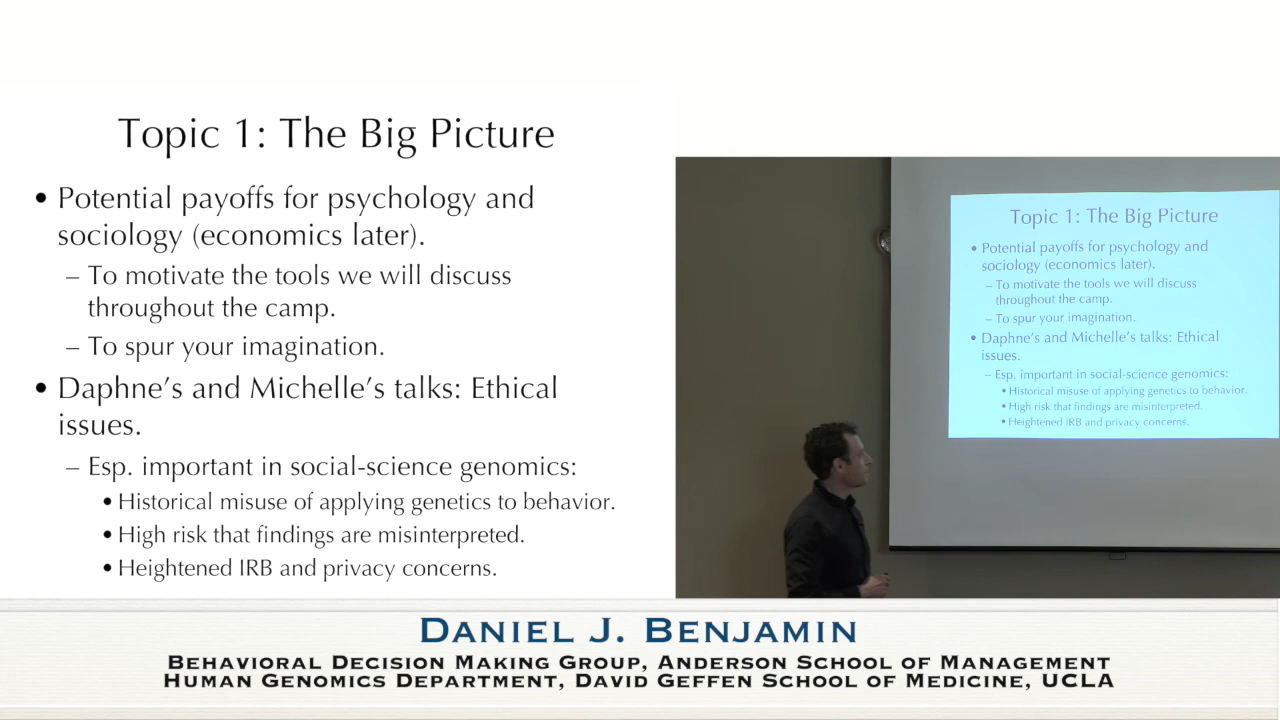 Topic 1: The Big Picture
• Potential payoffs for psychology and
sociology (economics later).
– To motivate the tools we will discuss
throughout the camp.
– To spur your imagination.
• Daphne’s and Michelle’s talks: Ethical
issues.
– Esp. important in social-science genomics:
• Historical misuse of applying genetics to behavior.
• High risk that findings are misinterpreted.
• Heightened IRB and privacy concerns.
Topic 1: The Big Picture
• Potential payoffs for psychology and
sociology (economics later).
– To motivate the tools we will discuss
throughout the camp.
– To spur your imagination.
• Daphne’s and Michelle’s talks: Ethical
issues.
– Esp. important in social-science genomics:
• Historical misuse of applying genetics to behavior.
• High risk that findings are misinterpreted.
• Heightened IRB and privacy concerns.
DANIEL J. BENJAMIN
BEHAVIORAL DECISION MAKING GROUP, ANDERSON SCHOOL OF MANAGEMENT
HUMAN GENOMICS DEPARTMENT, DAVID GEFFEN SCHOOL OF MEDICINE, UCLA